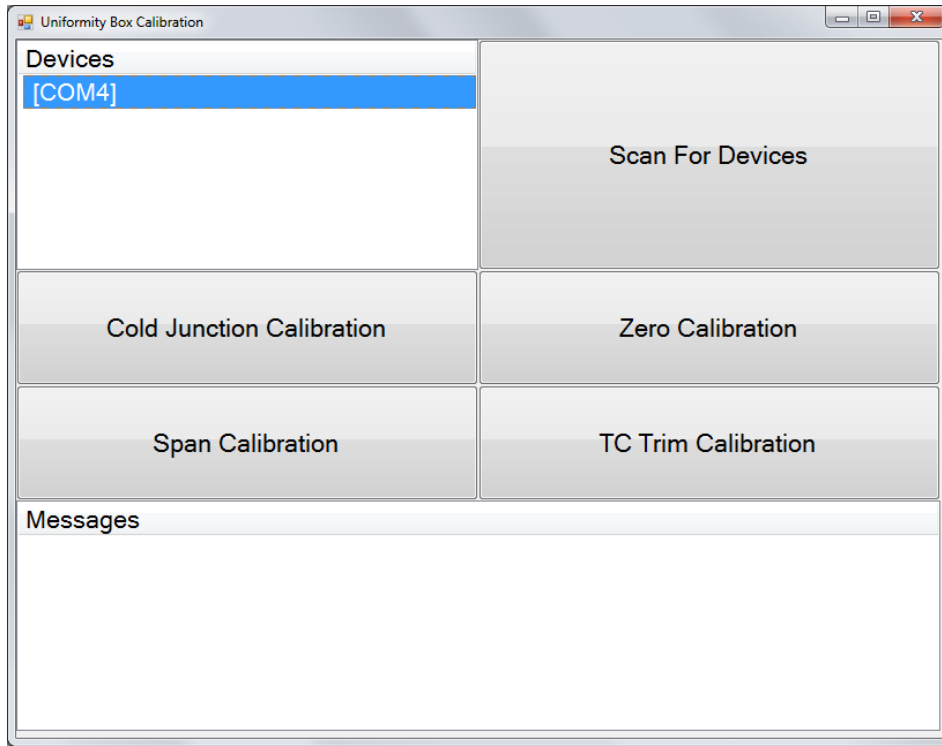 Uniformity Box Calibration
Devices
[COM4]
Scan For Devices
Cold Junction Calibration
Zero Calibration
Span Calibration
TC Trim Calibration
Messages